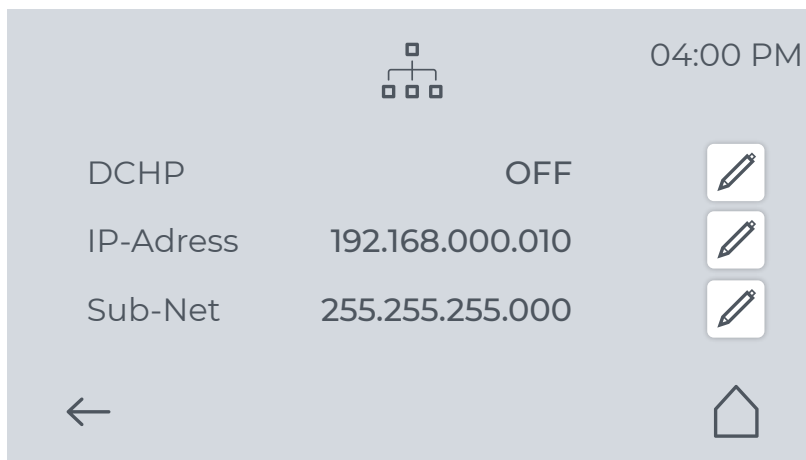 04:00 PM
DCHP OFF
IP-Adress 192.168.000.010
Sub-Net 255.255.255.000